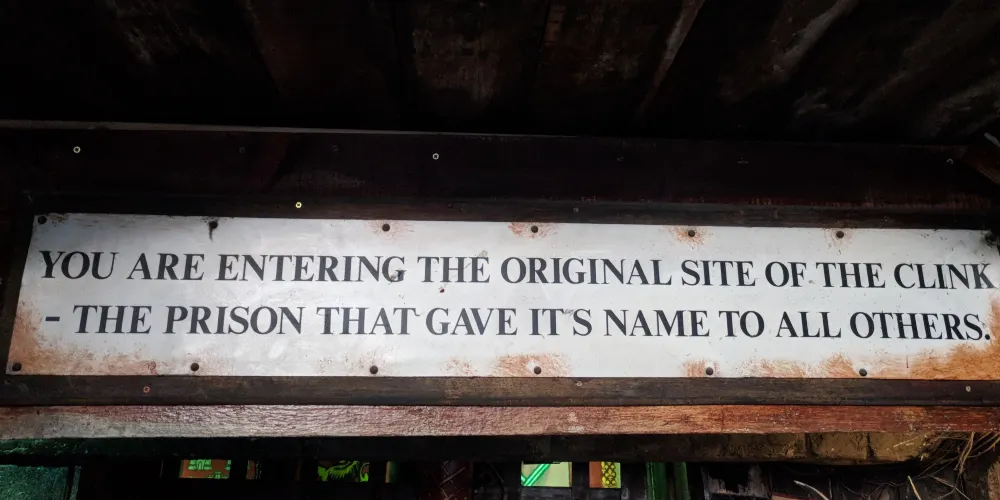 YOU ARE ENTERING THE ORIGINAL SITE OF THE CLINK
- THE PRISON THAT GAVE IT'S NAME TO ALL OTHERS.